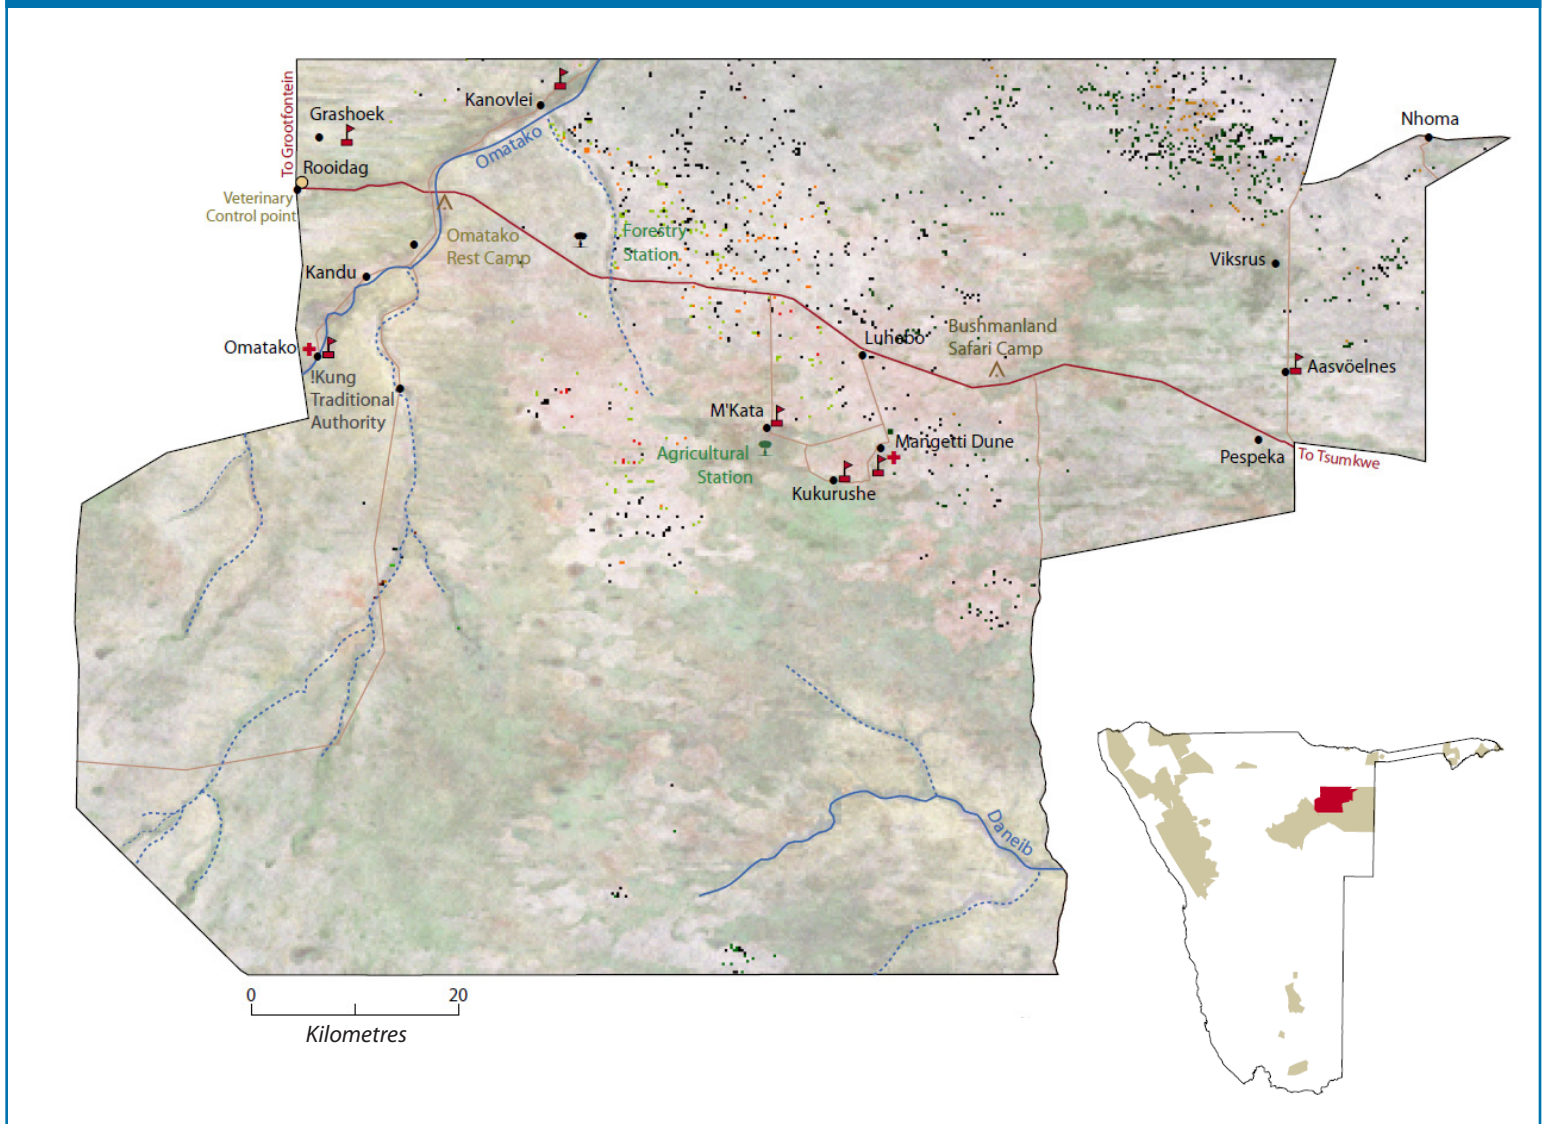 To Grootfontein
Kanovlei
Grashoek
Omatako
Rooidag
Veterinary
Control point
Nhoma
Omatako
Rest Camp
Forestry
Station
Kandu
Viksrus
Omatako
!Kung
Traditional
Authority
Luhebo
Bushmanland
Safari Camp
Aasvöelnes
M'Kata
Mangetti Dune
Agricultural
Station
Pespeka
To Tsumkwe
Kukurushe
Daneib
0 20
Kilometres